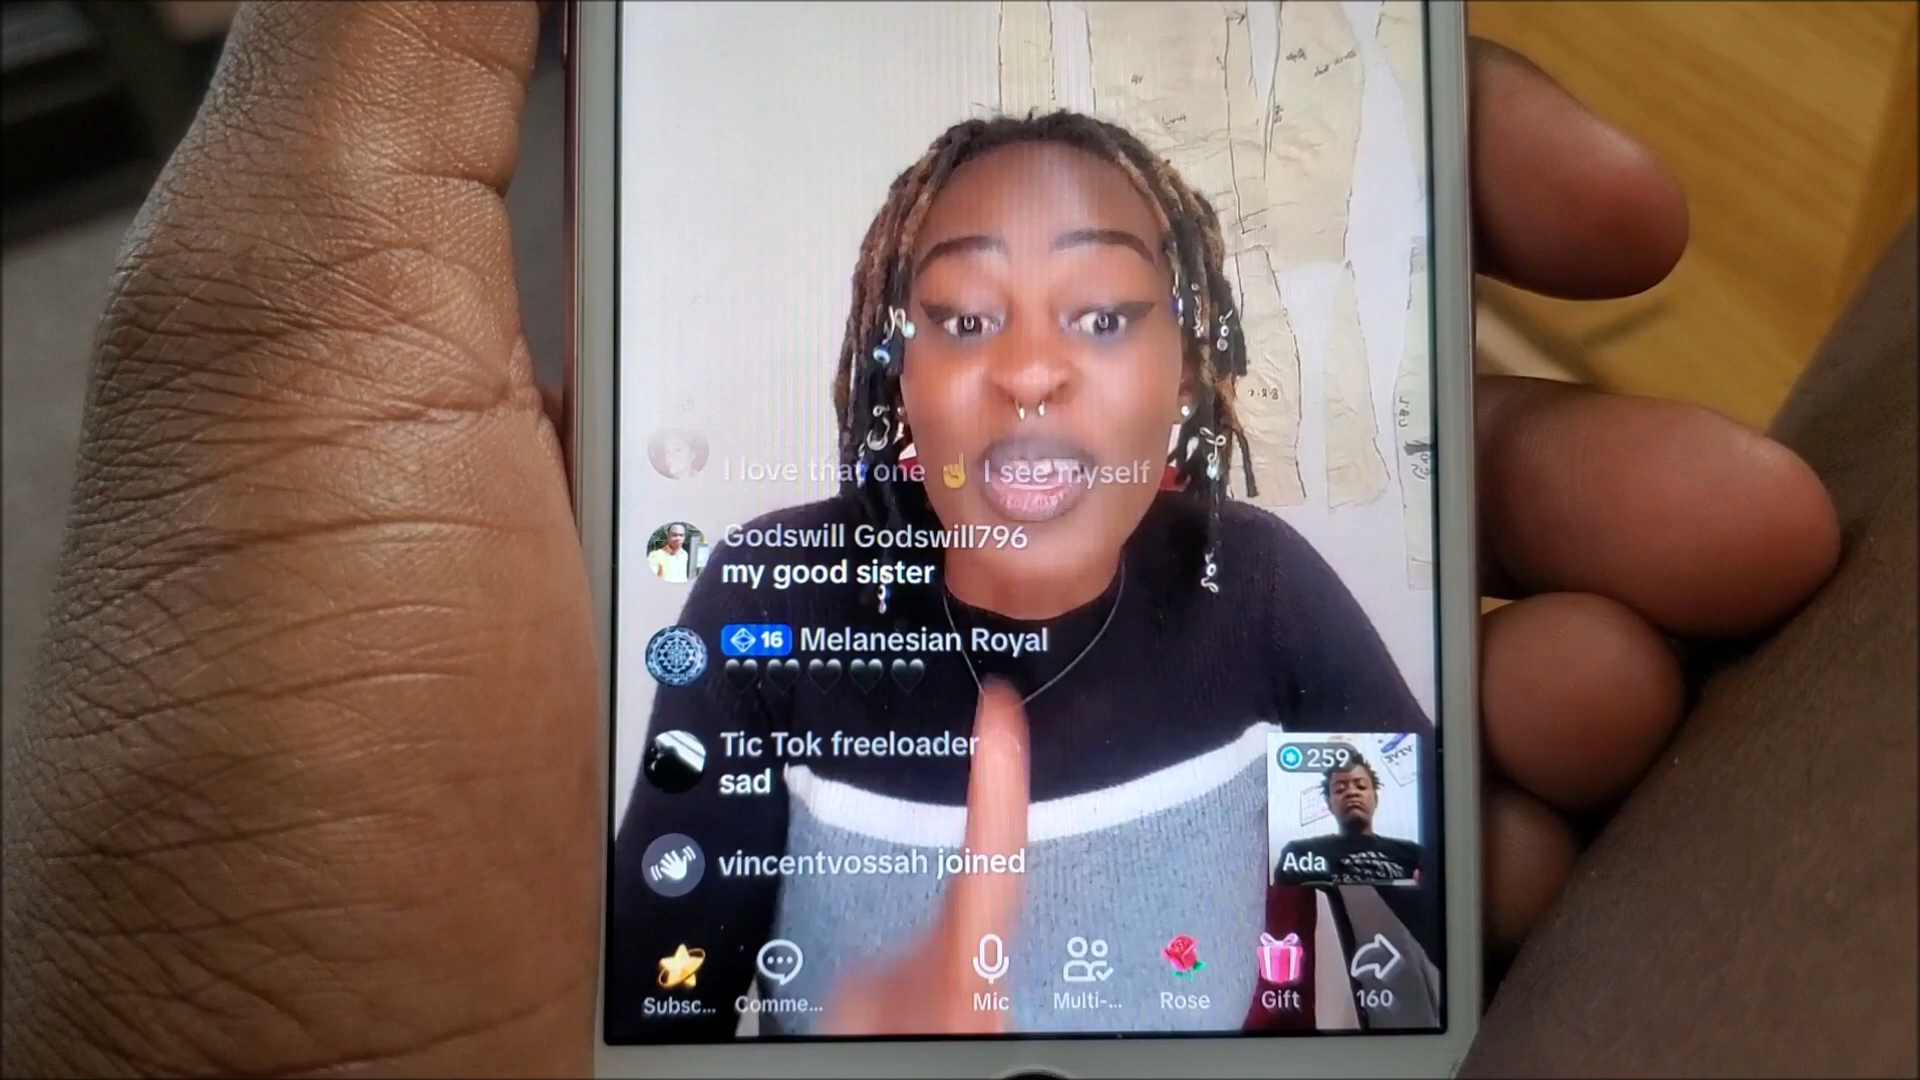 I love that one ☝ I see myself
Godswill Godswill796
my good sister
16 Melanesian Royal
🖤🖤🖤🖤🖤
Tic Tok freeloader
sad
vincentvossah joined
259
Ada
Subsc... Comme... Mic Multi-... Rose Gift 160